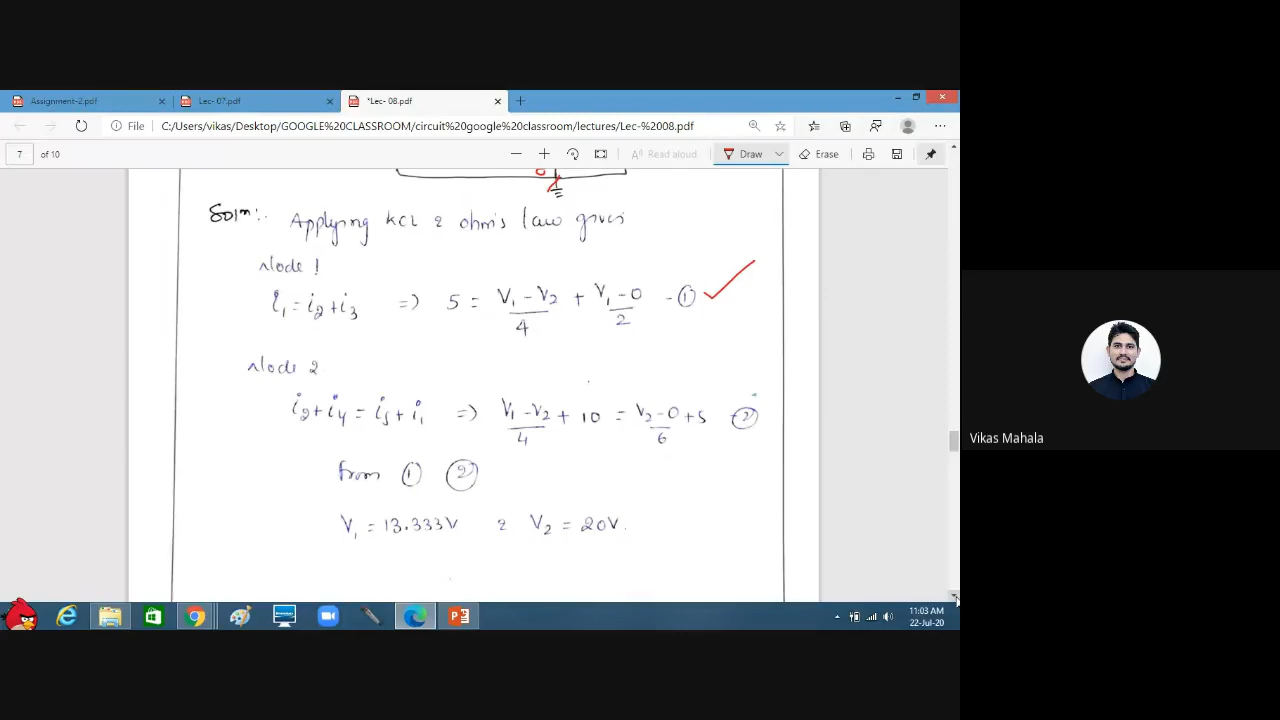 Assignment-2.pdf
Lec- 07.pdf
*Lec- 08.pdf
File
C:/Users/vikas/Desktop/GOOGLE%20CLASSROOM/circuit%20google%20classroom/lectures/Lec-%2008.pdf
7 of 10
Read aloud
Draw
Erase
0
Soln:- Applying KCL & ohm's law gives
Node 1
i₁ = i₂ + i₃ => 5 = (V₁ - V₂)/4 + (V₁ - 0)/2 - ①
Node 2
i₂ + i₄ = i₅ + i₁ => (V₁ - V₂)/4 + 10 = (V₂ - 0)/6 + 5 - ②
from ① ②
V₁ = 13.333V & V₂ = 20V.
Vikas Mahala
11:03 AM
22-Jul-20